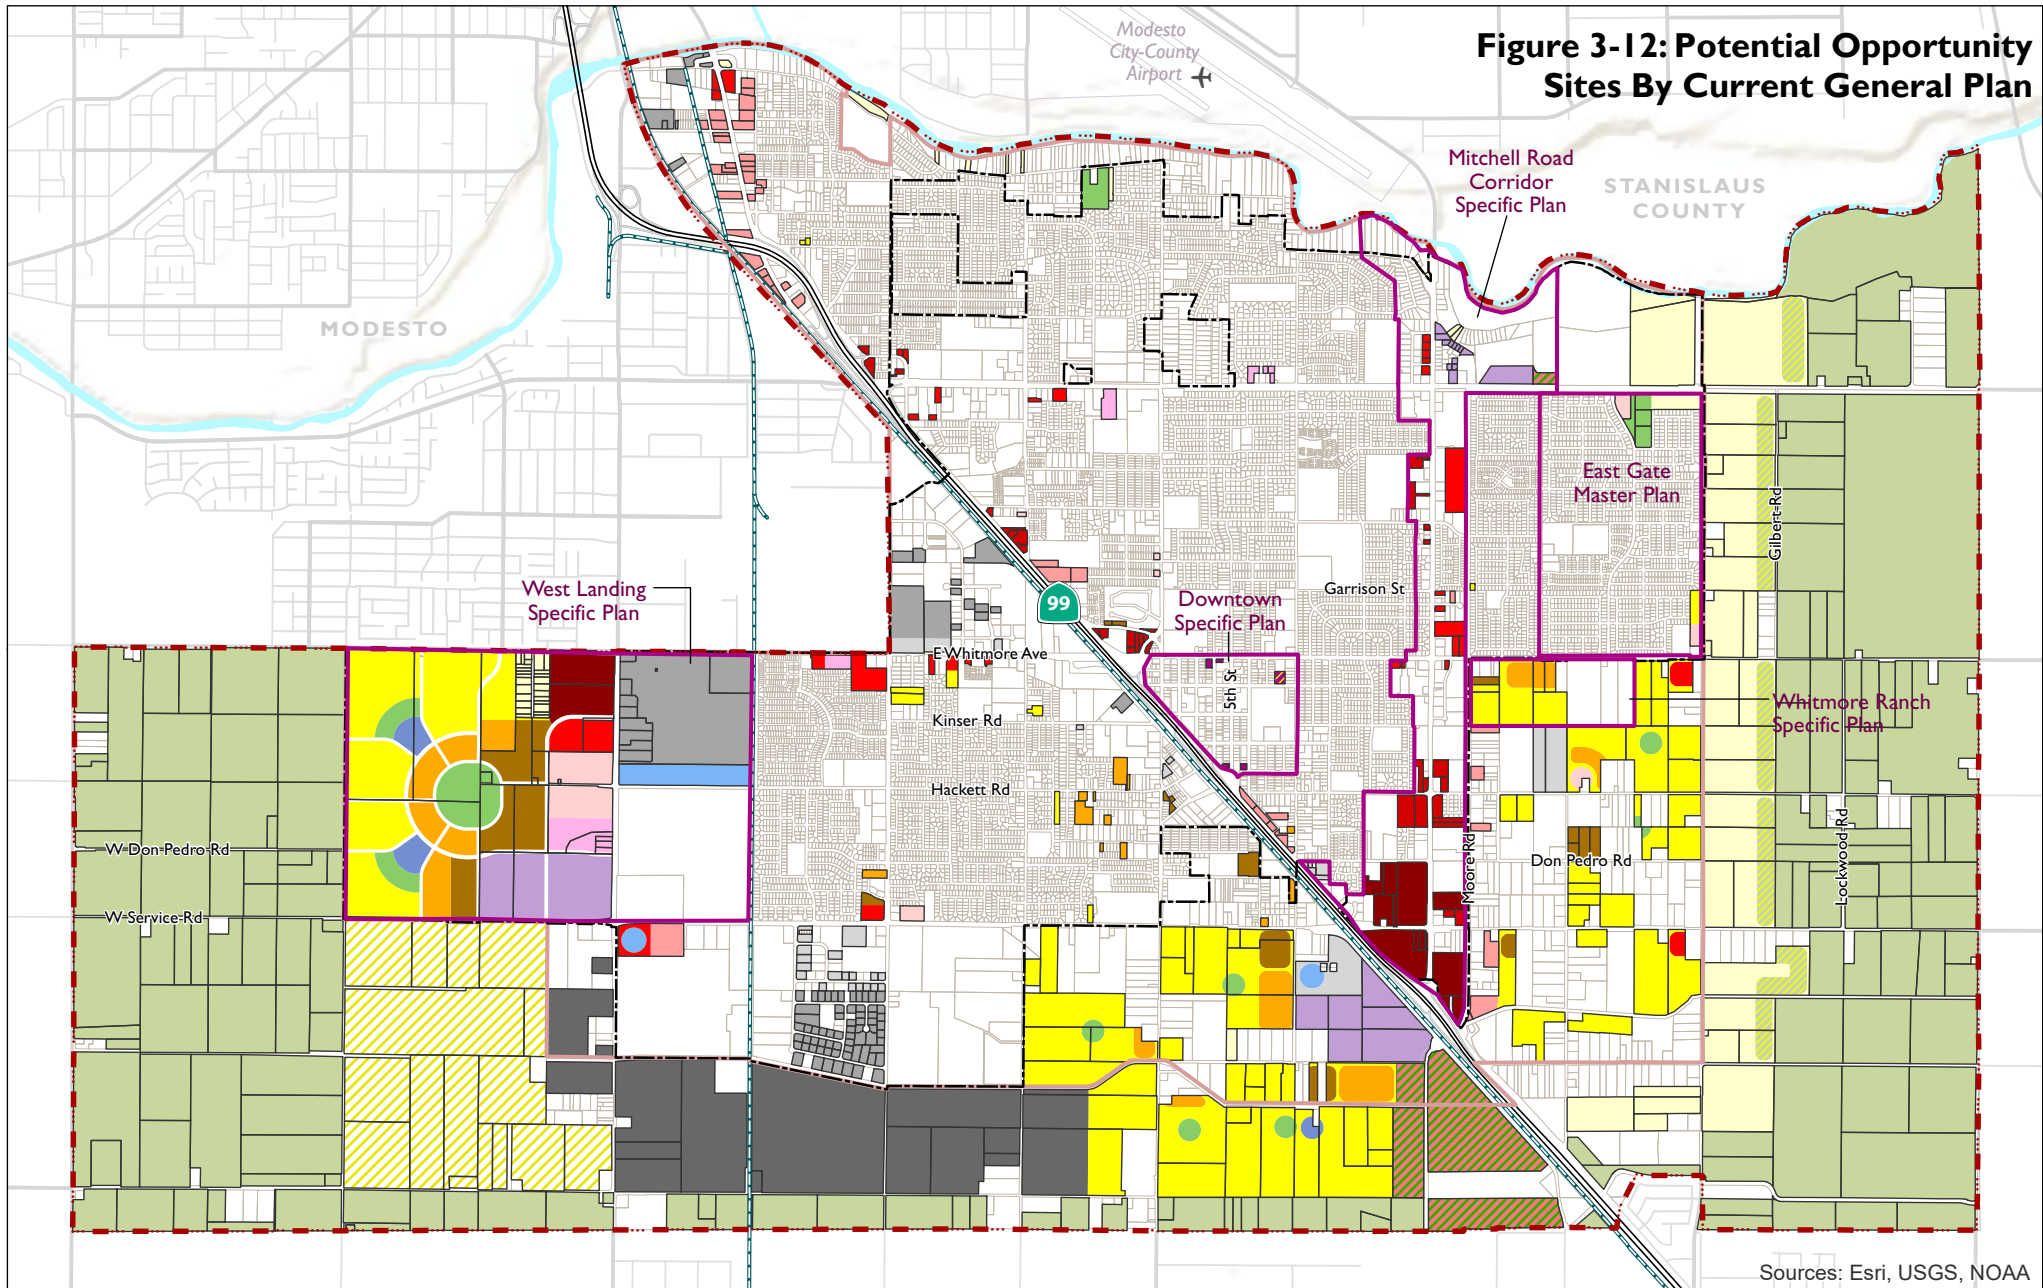 Figure 3-12: Potential Opportunity
Sites By Current General Plan
Modesto
City-County
Airport
Mitchell Road
Corridor
Specific Plan
STANISLAUS
COUNTY
MODESTO
East Gate
Master Plan
Gilbert Rd
West Landing
Specific Plan
99
Garrison St
Downtown
Specific Plan
E Whitmore Ave
5th St
Kinser Rd
Whitmore Ranch
Specific Plan
Hackett Rd
W Don Pedro Rd
Don Pedro Rd
Moore Rd
Lockwood Rd
W Service Rd
Sources: Esri, USGS, NOAA